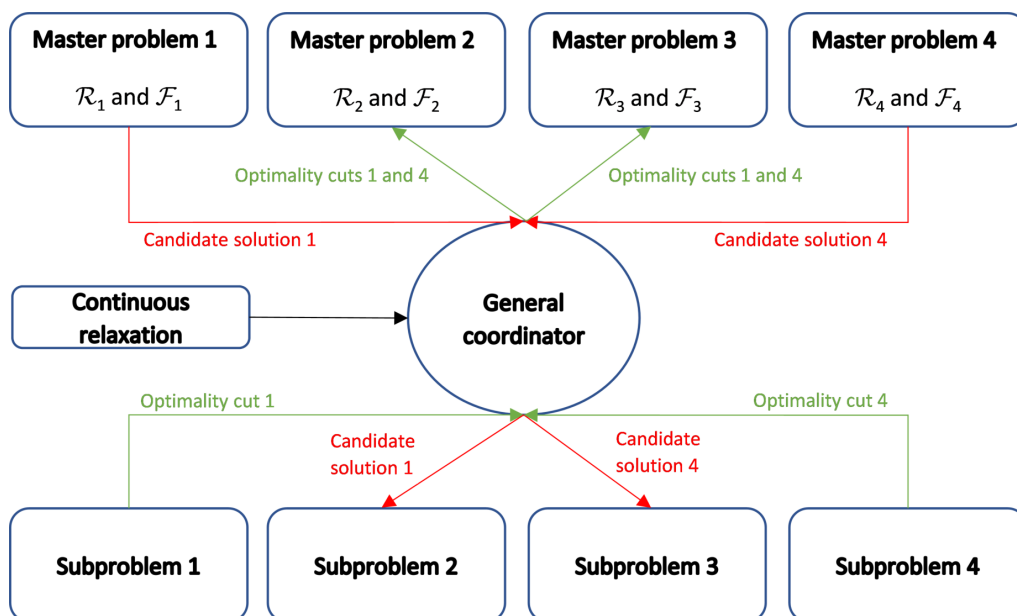 Master problem 1
Master problem 2
Master problem 3
Master problem 4
ℛ₁ and ℱ₁
ℛ₂ and ℱ₂
ℛ₃ and ℱ₃
ℛ₄ and ℱ₄
Optimality cuts 1 and 4
Optimality cuts 1 and 4
Candidate solution 1
Candidate solution 4
Continuous
relaxation
General
coordinator
Optimality cut 1
Optimality cut 4
Candidate
solution 1
Candidate
solution 4
Subproblem 1
Subproblem 2
Subproblem 3
Subproblem 4